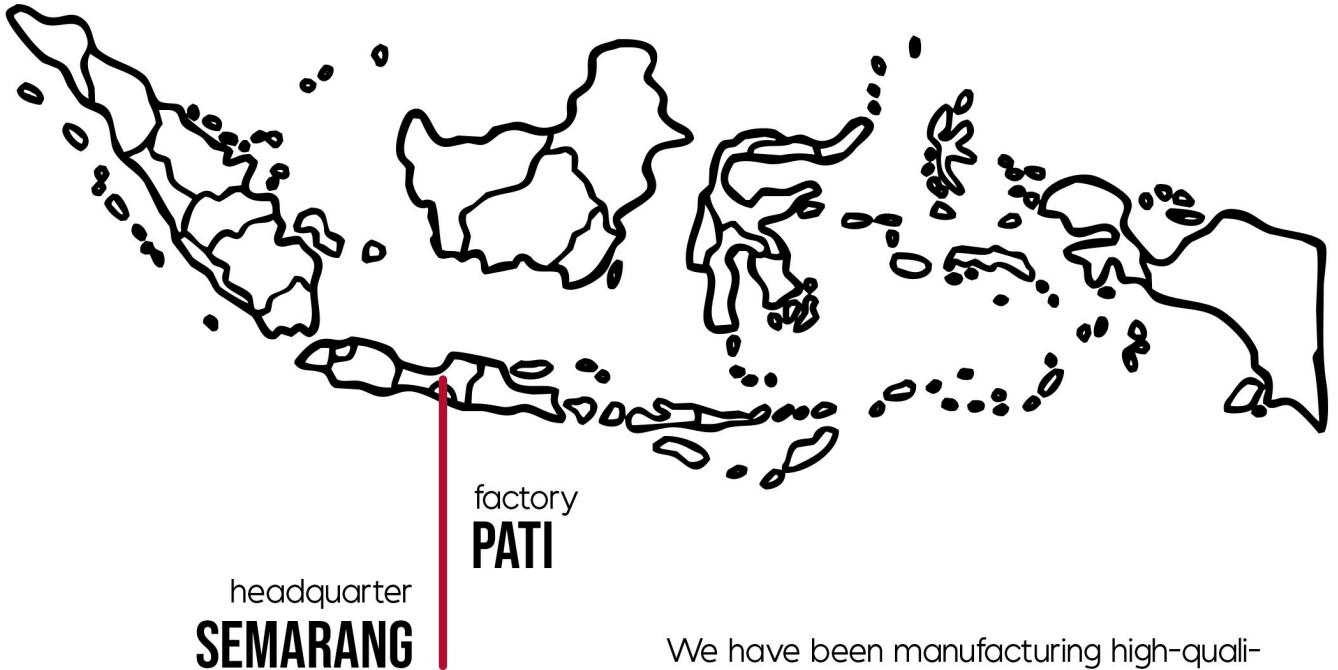 factory
PATI
headquarter
SEMARANG
We have been manufacturing high-quali-